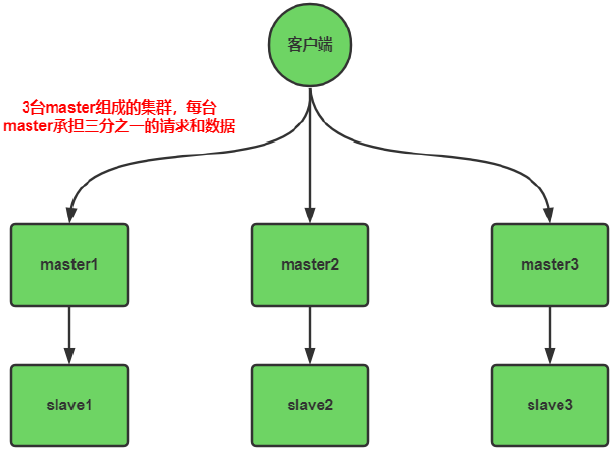 客户端
3台master组成的集群，每台
master承担三分之一的请求和数据
master1
master2
master3
slave1
slave2
slave3